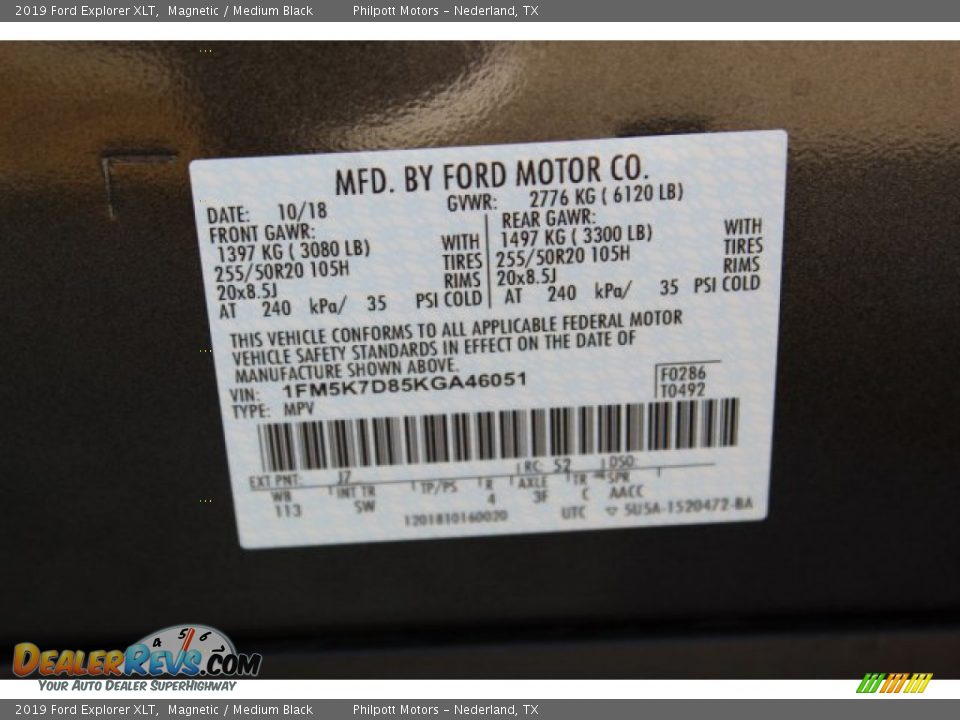 2019 Ford Explorer XLT,  Magnetic / Medium Black          Philpott Motors - Nederland, TX
MFD. BY FORD MOTOR CO.
DATE: 10/18 GVWR: 2776 KG ( 6120 LB)
FRONT GAWR: REAR GAWR:
1397 KG ( 3080 LB) WITH 1497 KG ( 3300 LB) WITH
255/50R20 105H TIRES 255/50R20 105H TIRES
20x8.5J RIMS 20x8.5J RIMS
AT 240 kPa/ 35 PSI COLD AT 240 kPa/ 35 PSI COLD
THIS VEHICLE CONFORMS TO ALL APPLICABLE FEDERAL MOTOR
VEHICLE SAFETY STANDARDS IN EFFECT ON THE DATE OF
MANUFACTURE SHOWN ABOVE.
VIN: 1FM5K7D85KGA46051 F0286
TYPE: MPV T0492
EXT PNT: J7 RC: 52 DSO:
WB INT TR TP/PS R AXLE TR SPR
113 SW 4 3F C AACC
1201810160020 UTC ▽ 5U5A-1520472-BA
4 5 6
DEALERREVS.COM
YOUR AUTO DEALER SUPERHIGHWAY
2019 Ford Explorer XLT,  Magnetic / Medium Black          Philpott Motors - Nederland, TX